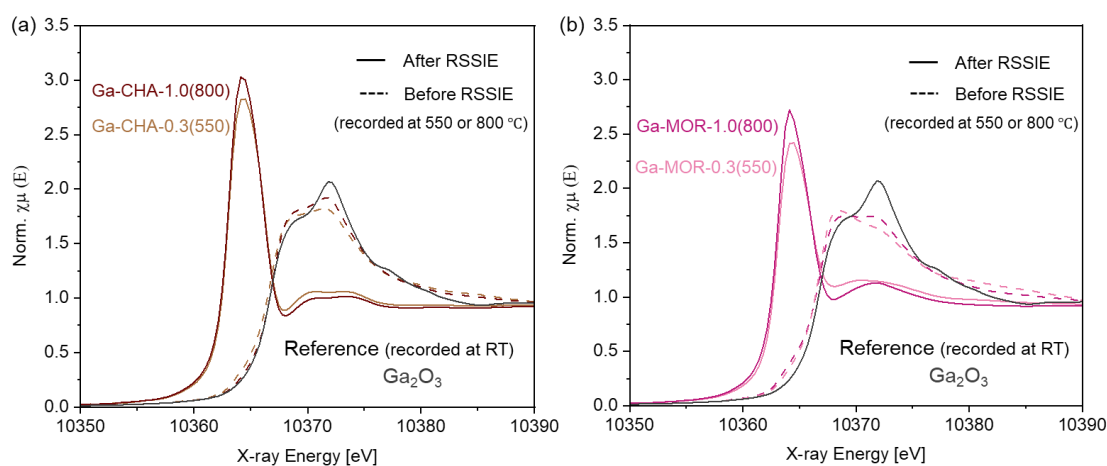 (a)
3.5
3.0
2.5
2.0
1.5
1.0
0.5
0.0
Norm. χμ (E)
After RSSIE
Before RSSIE
(recorded at 550 or 800 °C)
Ga-CHA-1.0(800)
Ga-CHA-0.3(550)
Reference (recorded at RT)
Ga₂O₃
10350
10360
10370
10380
10390
X-ray Energy [eV]
(b)
3.5
3.0
2.5
2.0
1.5
1.0
0.5
0.0
Norm. χμ (E)
After RSSIE
Before RSSIE
(recorded at 550 or 800 °C)
Ga-MOR-1.0(800)
Ga-MOR-0.3(550)
Reference (recorded at RT)
Ga₂O₃
10350
10360
10370
10380
10390
X-ray Energy [eV]